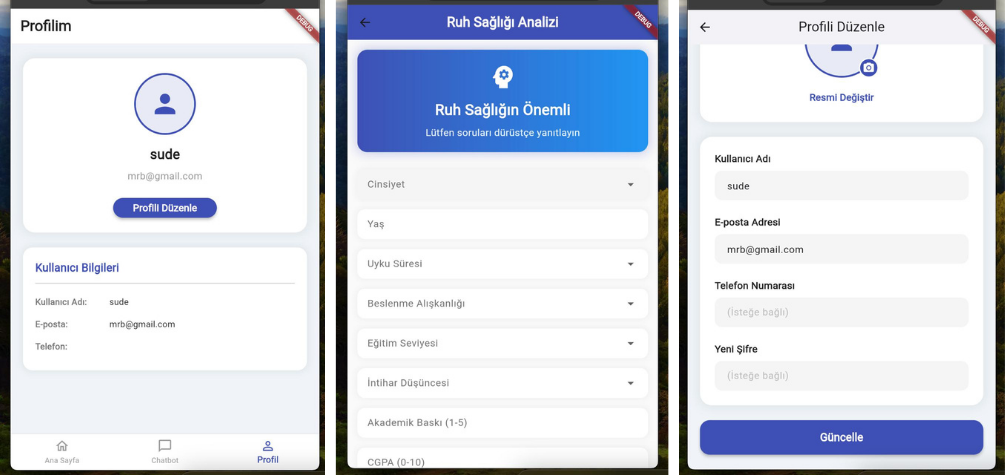 Profilim
DEBUG
sude
mrb@gmail.com
Profili Düzenle
Kullanıcı Bilgileri
Kullanıcı Adı: sude
E-posta: mrb@gmail.com
Telefon:
Ana Sayfa Chatbot Profil
Ruh Sağlığı Analizi
DEBUG
Ruh Sağlığın Önemli
Lütfen soruları dürüstçe yanıtlayın
Cinsiyet
Yaş
Uyku Süresi
Beslenme Alışkanlığı
Eğitim Seviyesi
İntihar Düşüncesi
Akademik Baskı (1-5)
CGPA (0-10)
Profili Düzenle
DEBUG
Resmi Değiştir
Kullanıcı Adı
sude
E-posta Adresi
mrb@gmail.com
Telefon Numarası
(İsteğe bağlı)
Yeni Şifre
(İsteğe bağlı)
Güncelle